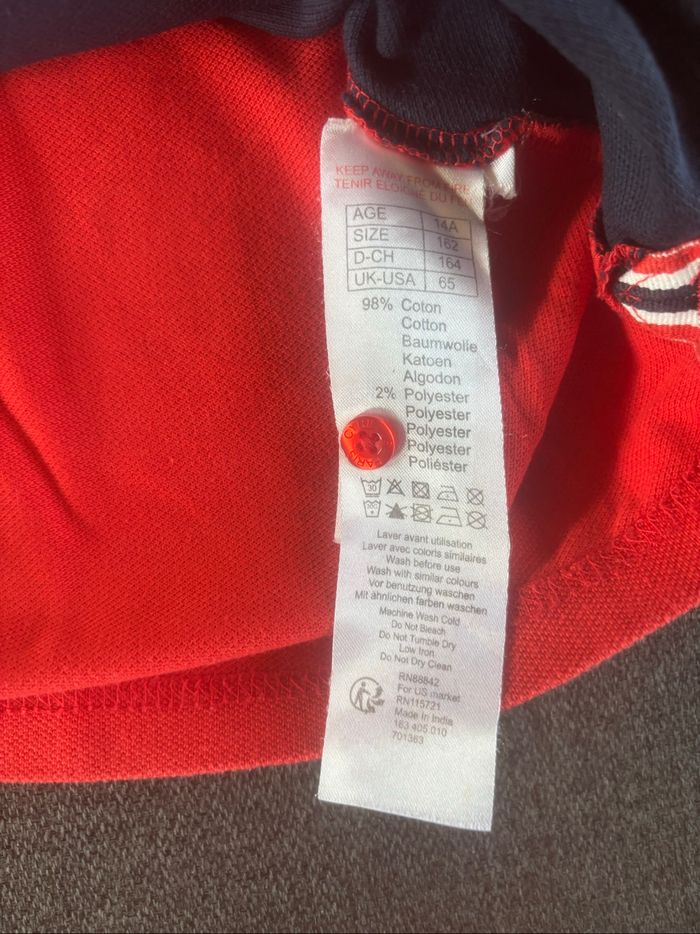 KEEP AWAY FROM FIRE
TENIR ELOIGNÉ DU FEU
AGE 14A
SIZE 162
D-CH 164
UK-USA 65
98% Coton
Cotton
Baumwolle
Katoen
Algodon
2% Polyester
Polyester
Polyester
Polyester
Poliéster
30
Laver avant utilisation
Laver avec coloris similaires
Wash before use
Wash with similar colours
Vor benutzung waschen
Mit ähnlichen farben waschen
Machine Wash Cold
Do Not Bleach
Do Not Tumble Dry
Low Iron
Do Not Dry Clean
RN88842
For US market
RN115721
Made In India
163 405 010
701363